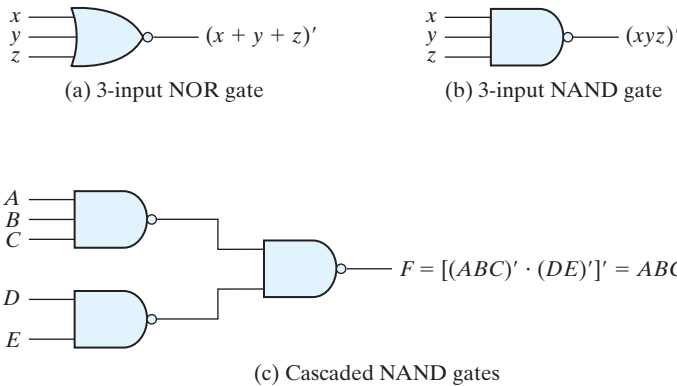 x
y
z
(x + y + z)′
(a) 3-input NOR gate
x
y
z
(xyz)′
(b) 3-input NAND gate
A
B
C
D
E
F = [(ABC)′ · (DE)′]′ = ABC
(c) Cascaded NAND gates